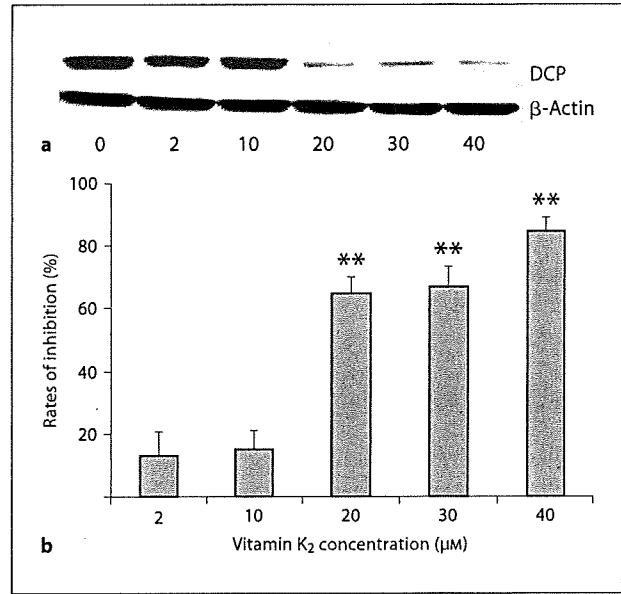 DCP
β-Actin
a 0 2 10 20 30 40
100
80
60
40
20
Rates of inhibition (%)
**
**
**
2 10 20 30 40
b Vitamin K₂ concentration (μM)